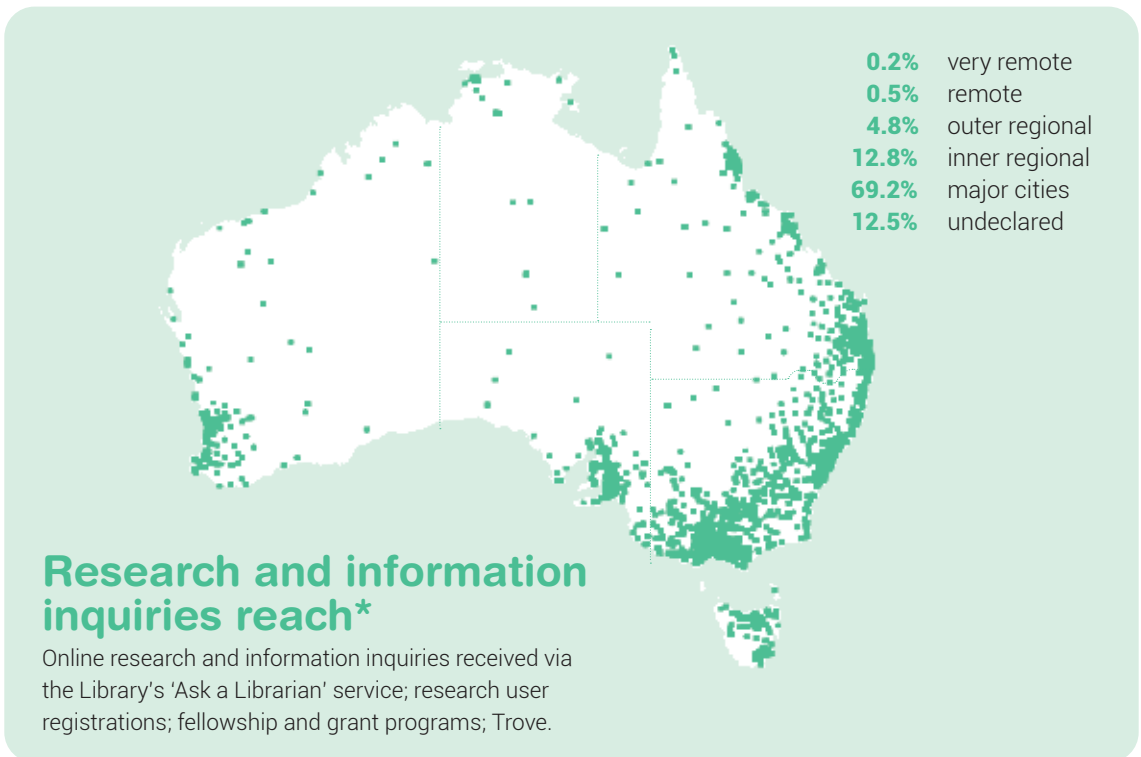 0.2% very remote
0.5% remote
4.8% outer regional
12.8% inner regional
69.2% major cities
12.5% undeclared
Research and information
inquiries reach*
Online research and information inquiries received via
the Library's ‘Ask a Librarian’ service; research user
registrations; fellowship and grant programs; Trove.